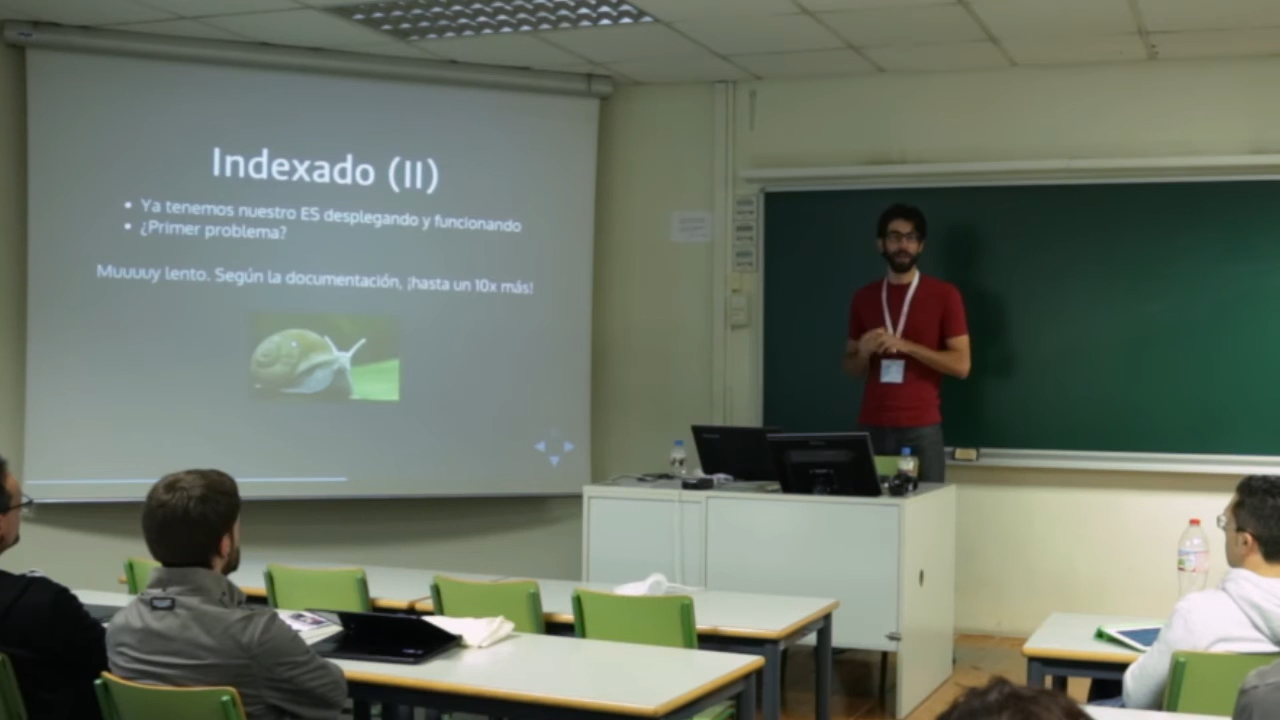 Indexado (II)
• Ya tenemos nuestro ES desplegando y funcionando
• ¿Primer problema?
Muuuuy lento. Según la documentación, ¡hasta un 10x más!